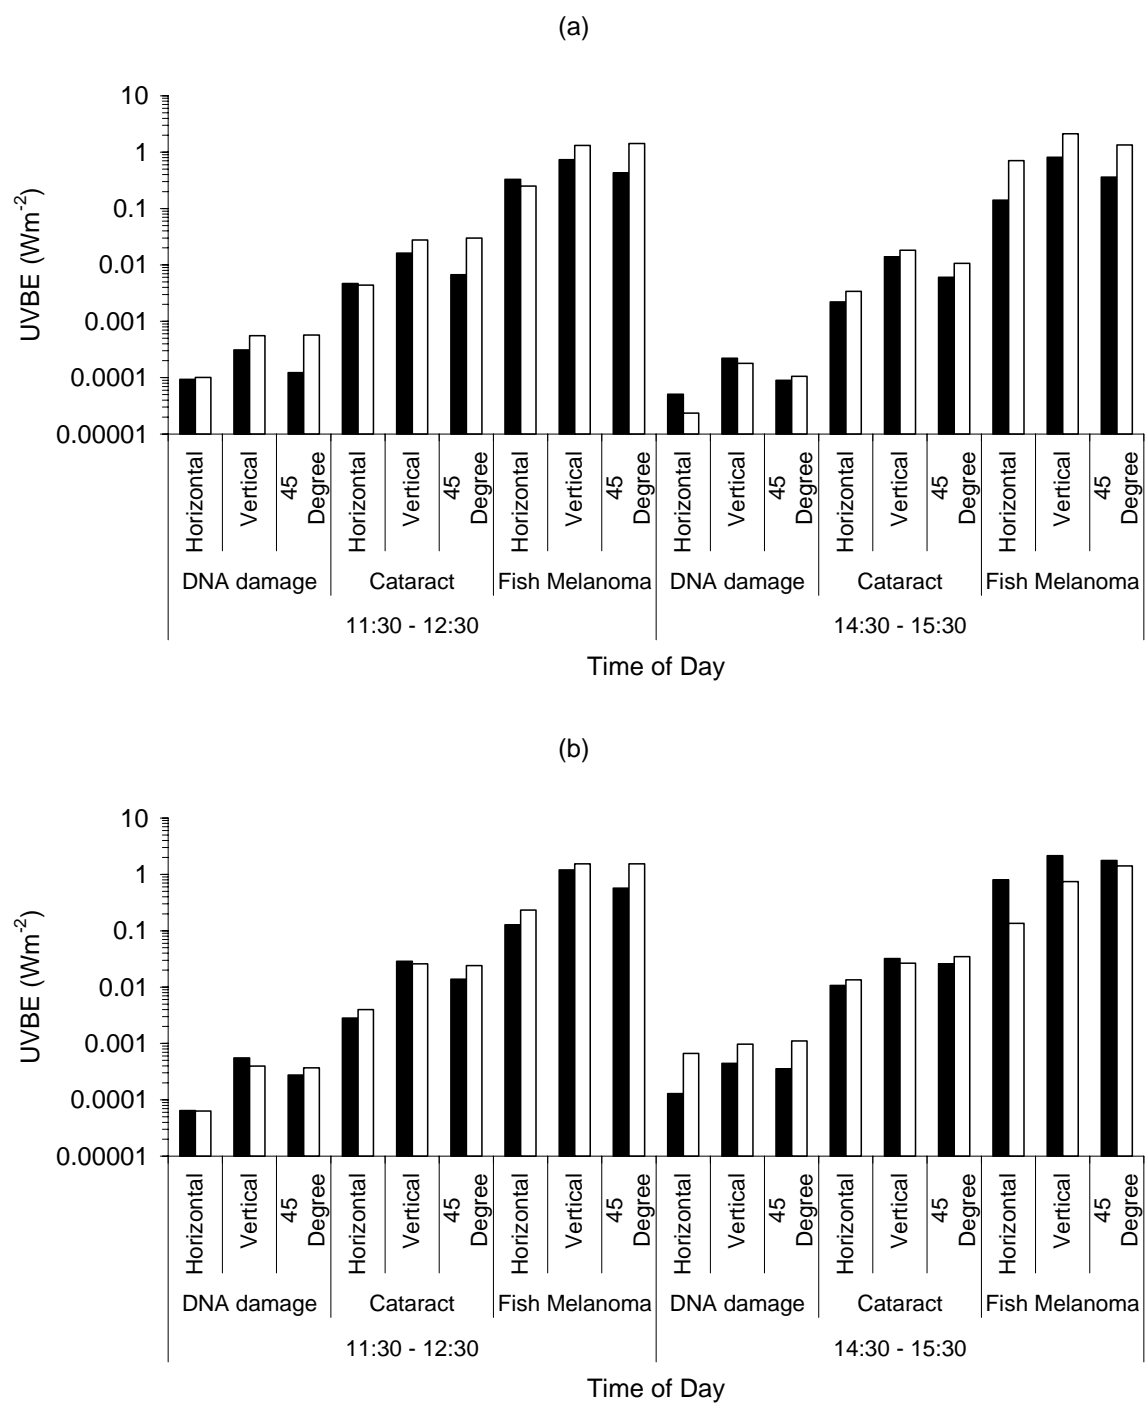 (a)
UVBE (Wm-2)
10
1
0.1
0.01
0.001
0.0001
0.00001
Horizontal
Vertical
45
Degree
Horizontal
Vertical
45
Degree
Horizontal
Vertical
45
Degree
Horizontal
Vertical
45
Degree
Horizontal
Vertical
45
Degree
Horizontal
Vertical
45
Degree
DNA damage Cataract Fish Melanoma DNA damage Cataract Fish Melanoma
11:30 - 12:30 14:30 - 15:30
Time of Day
(b)
UVBE (Wm-2)
10
1
0.1
0.01
0.001
0.0001
0.00001
Horizontal
Vertical
45
Degree
Horizontal
Vertical
45
Degree
Horizontal
Vertical
45
Degree
Horizontal
Vertical
45
Degree
Horizontal
Vertical
45
Degree
Horizontal
Vertical
45
Degree
DNA damage Cataract Fish Melanoma DNA damage Cataract Fish Melanoma
11:30 - 12:30 14:30 - 15:30
Time of Day